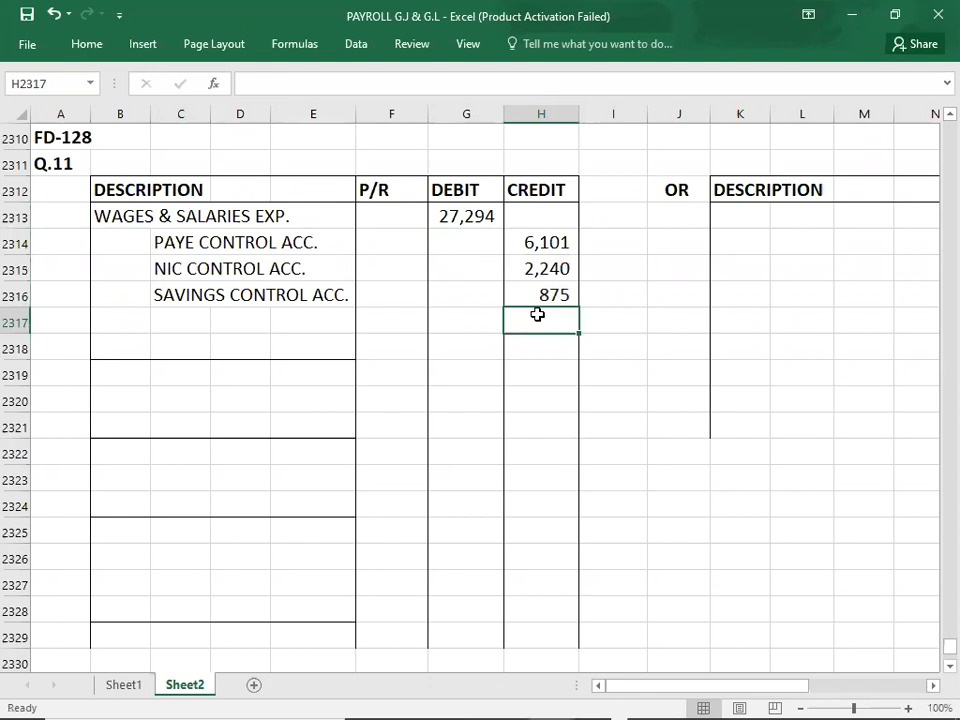 PAYROLL G.J & G.L - Excel (Product Activation Failed)
File Home Insert Page Layout Formulas Data Review View Tell me what you want to do... Share
H2317 fx
A B C D E F G H I J K L M N
2310 FD-128
2311 Q.11
2312 DESCRIPTION P/R DEBIT CREDIT OR DESCRIPTION
2313 WAGES & SALARIES EXP. 27,294
2314 PAYE CONTROL ACC. 6,101
2315 NIC CONTROL ACC. 2,240
2316 SAVINGS CONTROL ACC. 875
2317
2318
2319
2320
2321
2322
2323
2324
2325
2326
2327
2328
2329
2330
Sheet1 Sheet2
Ready 100%